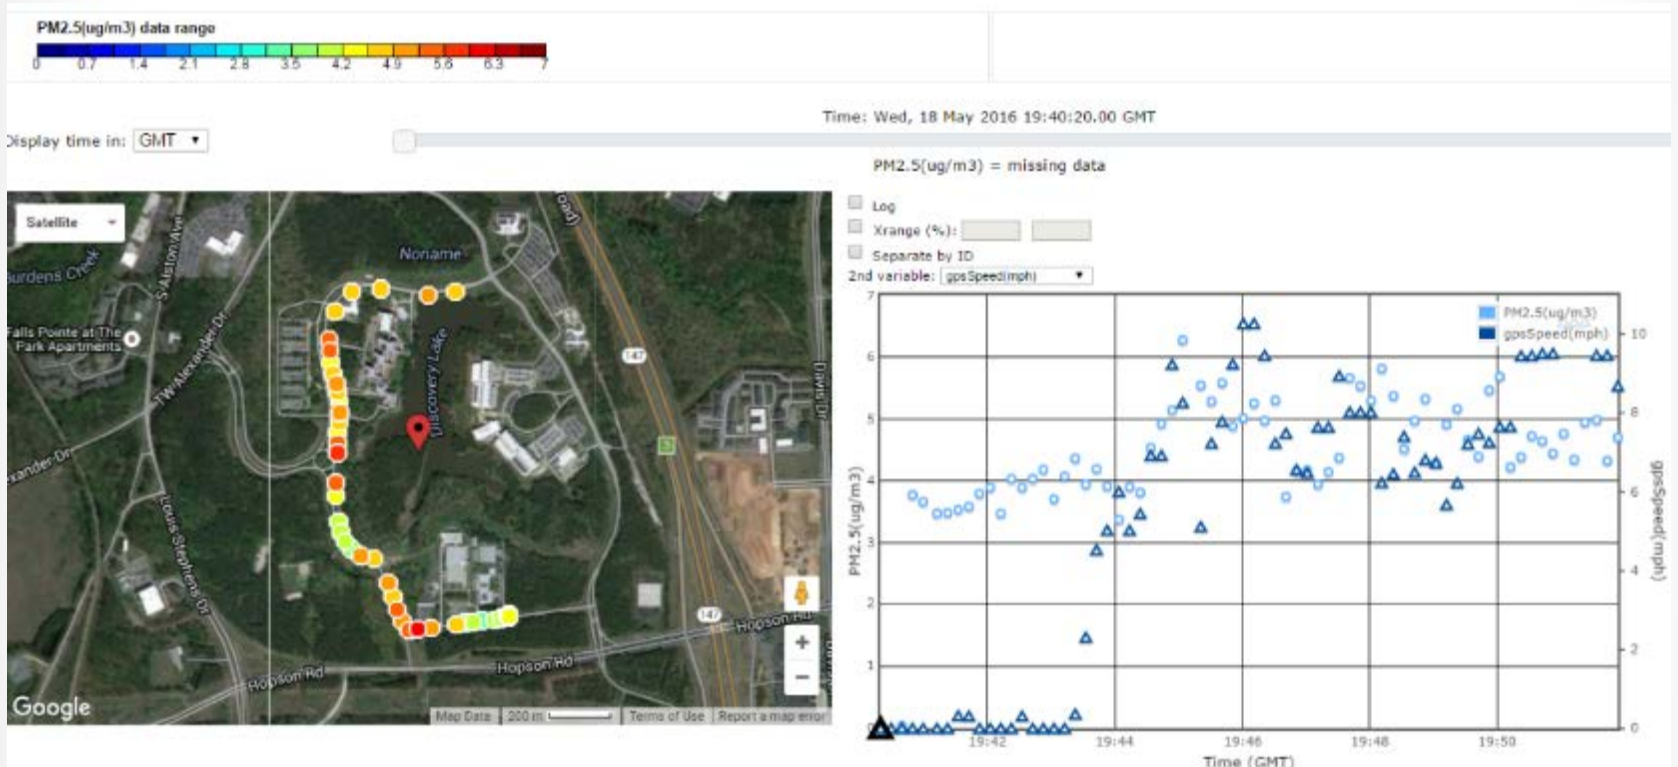 PM2.5(ug/m3) data range
0 0.7 1.4 2.1 2.8 3.5 4.2 4.9 5.6 6.3 7
Time: Wed, 18 May 2016 19:40:20.00 GMT
Display time in: GMT
PM2.5(ug/m3) = missing data
Log
Xrange (%):
Separate by ID
2nd variable: gpsSpeed(mph)
Satellite
Burdens Creek
S Alston Ave
Noname
Road)
Falls Pointe at The
Park Apartments
TW Alexander Dr
Discovery Lake
147
Davis Dr
exander Dr
Louis Stephens Dr
147
Hopson Rd
Hopson Rd
Hopson Rd
+
−
Google
Map Data
200 m
Terms of Use
Report a map error
PM2.5(ug/m3)
gpsSpeed(mph)
7
6
5
4
3
2
1
10
8
6
4
2
0
PM2.5(ug/m3)
gpsSpeed(mph)
19:42 19:44 19:46 19:48 19:50
Time (GMT)